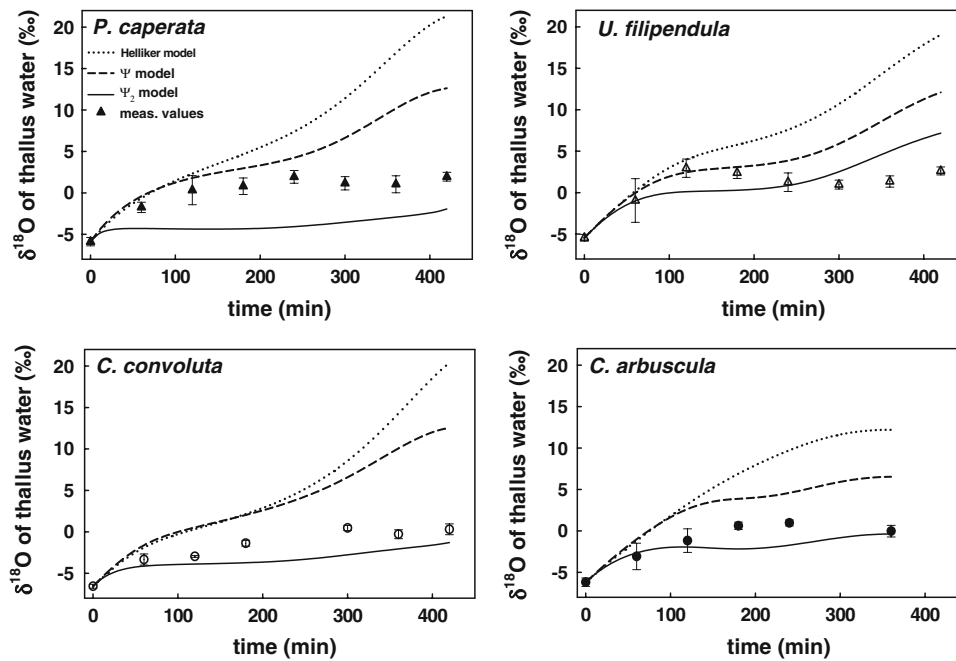 P. caperata
Helliker model
Ψ model
Ψ2 model
meas. values
20
15
10
5
0
-5
δ18O of thallus water (‰)
0 100 200 300 400
time (min)
U. filipendula
20
15
10
5
0
-5
δ18O of thallus water (‰)
0 100 200 300 400
time (min)
C. convoluta
20
15
10
5
0
-5
δ18O of thallus water (‰)
0 100 200 300 400
time (min)
C. arbuscula
20
15
10
5
0
-5
δ18O of thallus water (‰)
0 100 200 300 400
time (min)